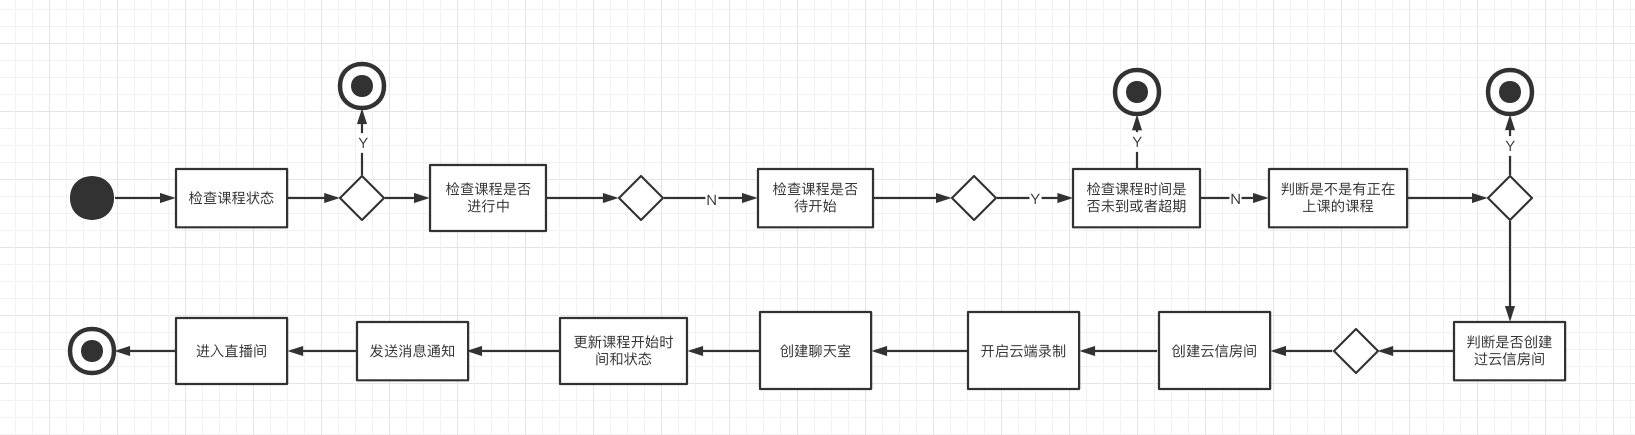 Y
检查课程状态
检查课程是否
进行中
N
检查课程是否
待开始
Y
检查课程时间是
否未到或者超期
Y
N
判断是不是有正在
上课的课程
Y
判断是否创建
过云信房间
创建云信房间
开启云端录制
创建聊天室
更新课程开始时
间和状态
发送消息通知
进入直播间